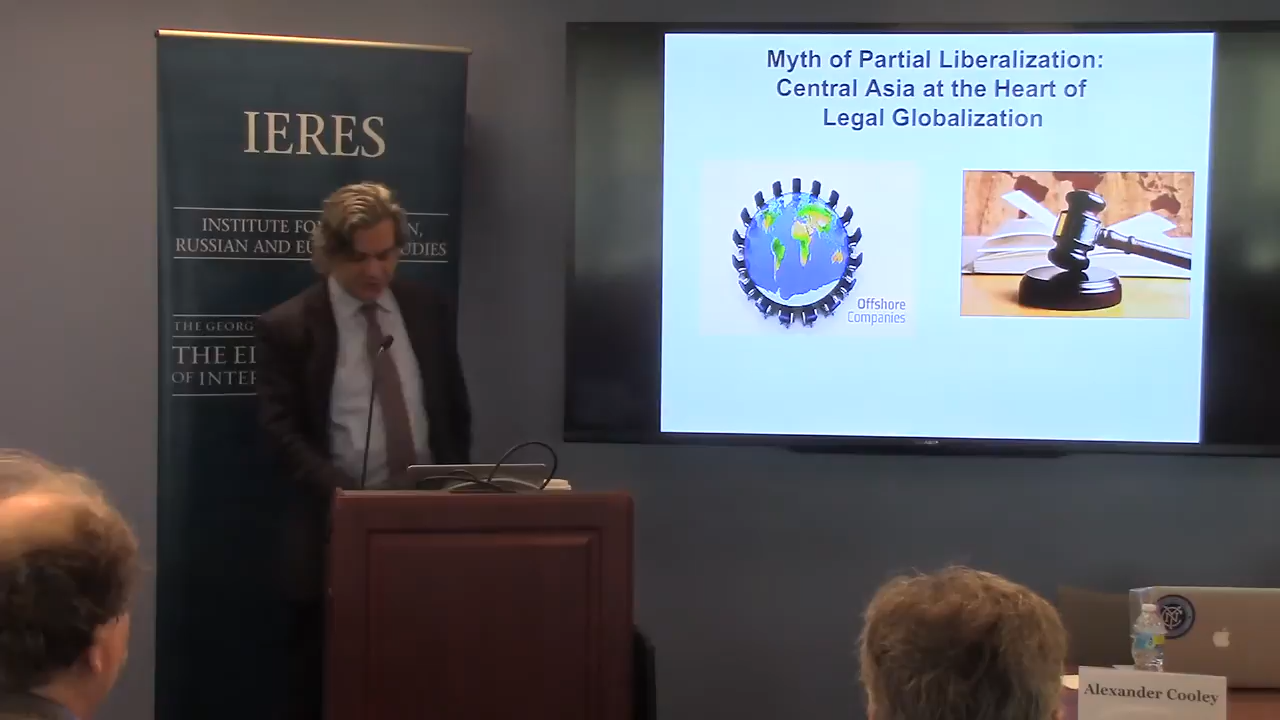 IERES
INSTITUTE FO
N,
RUSSIAN AND EU
UDIES
THE GEORG
THE EL
OF INTER
Myth of Partial Liberalization:
Central Asia at the Heart of
Legal Globalization
Offshore
Companies
Alexander Cooley